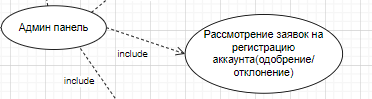 Админ панель
include
Рассмотрение заявок на
регистрацию
аккаунта(одобрение/
отклонение)
include